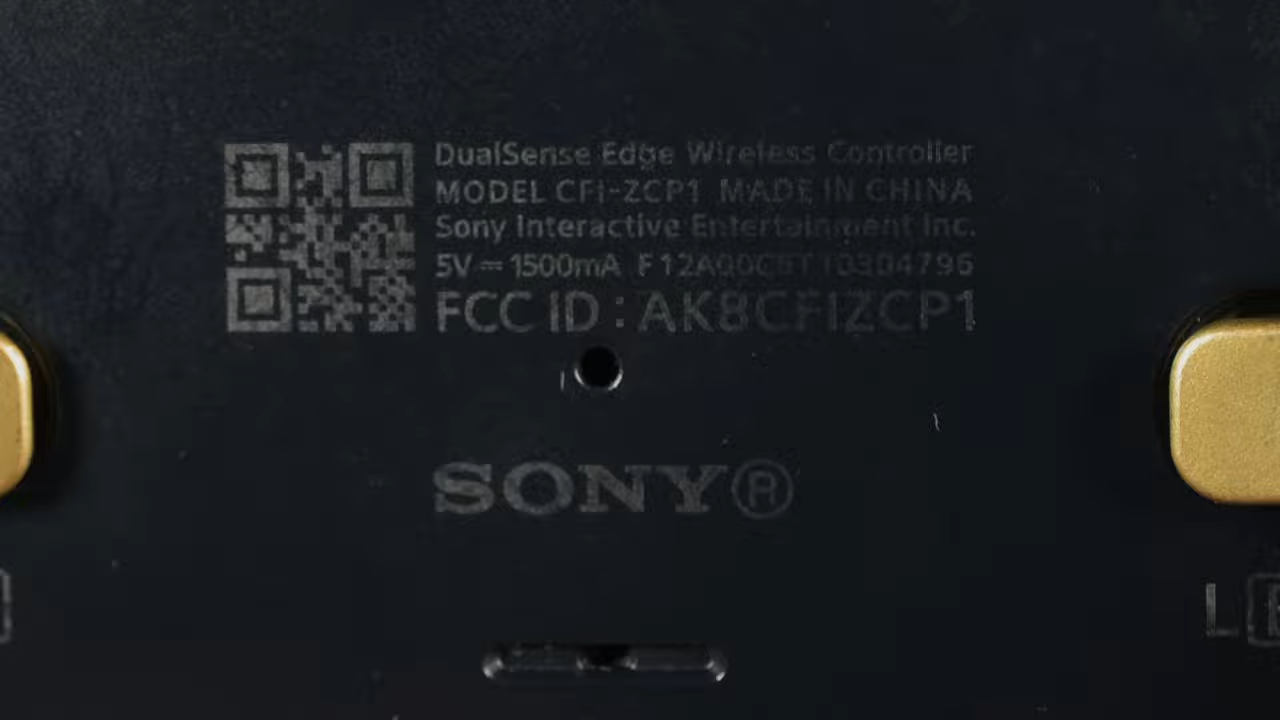 DualSense Edge Wireless Controller
MODEL CFI-ZCP1 MADE IN CHINA
Sony Interactive Entertainment Inc.
5V ⎓ 1500mA
FCC ID : AK8CFIZCP1
SONY®
L